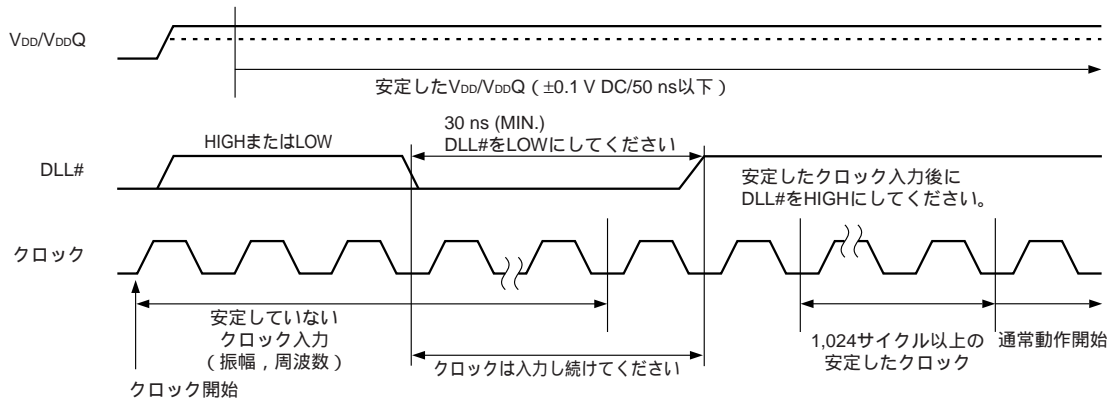 VDD/VDDQ
安定したVDD/VDDQ（±0.1 V DC/50 ns以下）
30 ns (MIN.)
DLL#をLOWにしてください
HIGHまたはLOW
DLL#
安定したクロック入力後に
DLL#をHIGHにしてください。
クロック
安定していない
クロック入力
（振幅，周波数）
クロックは入力し続けてください
1,024サイクル以上の
安定したクロック
通常動作開始
クロック開始